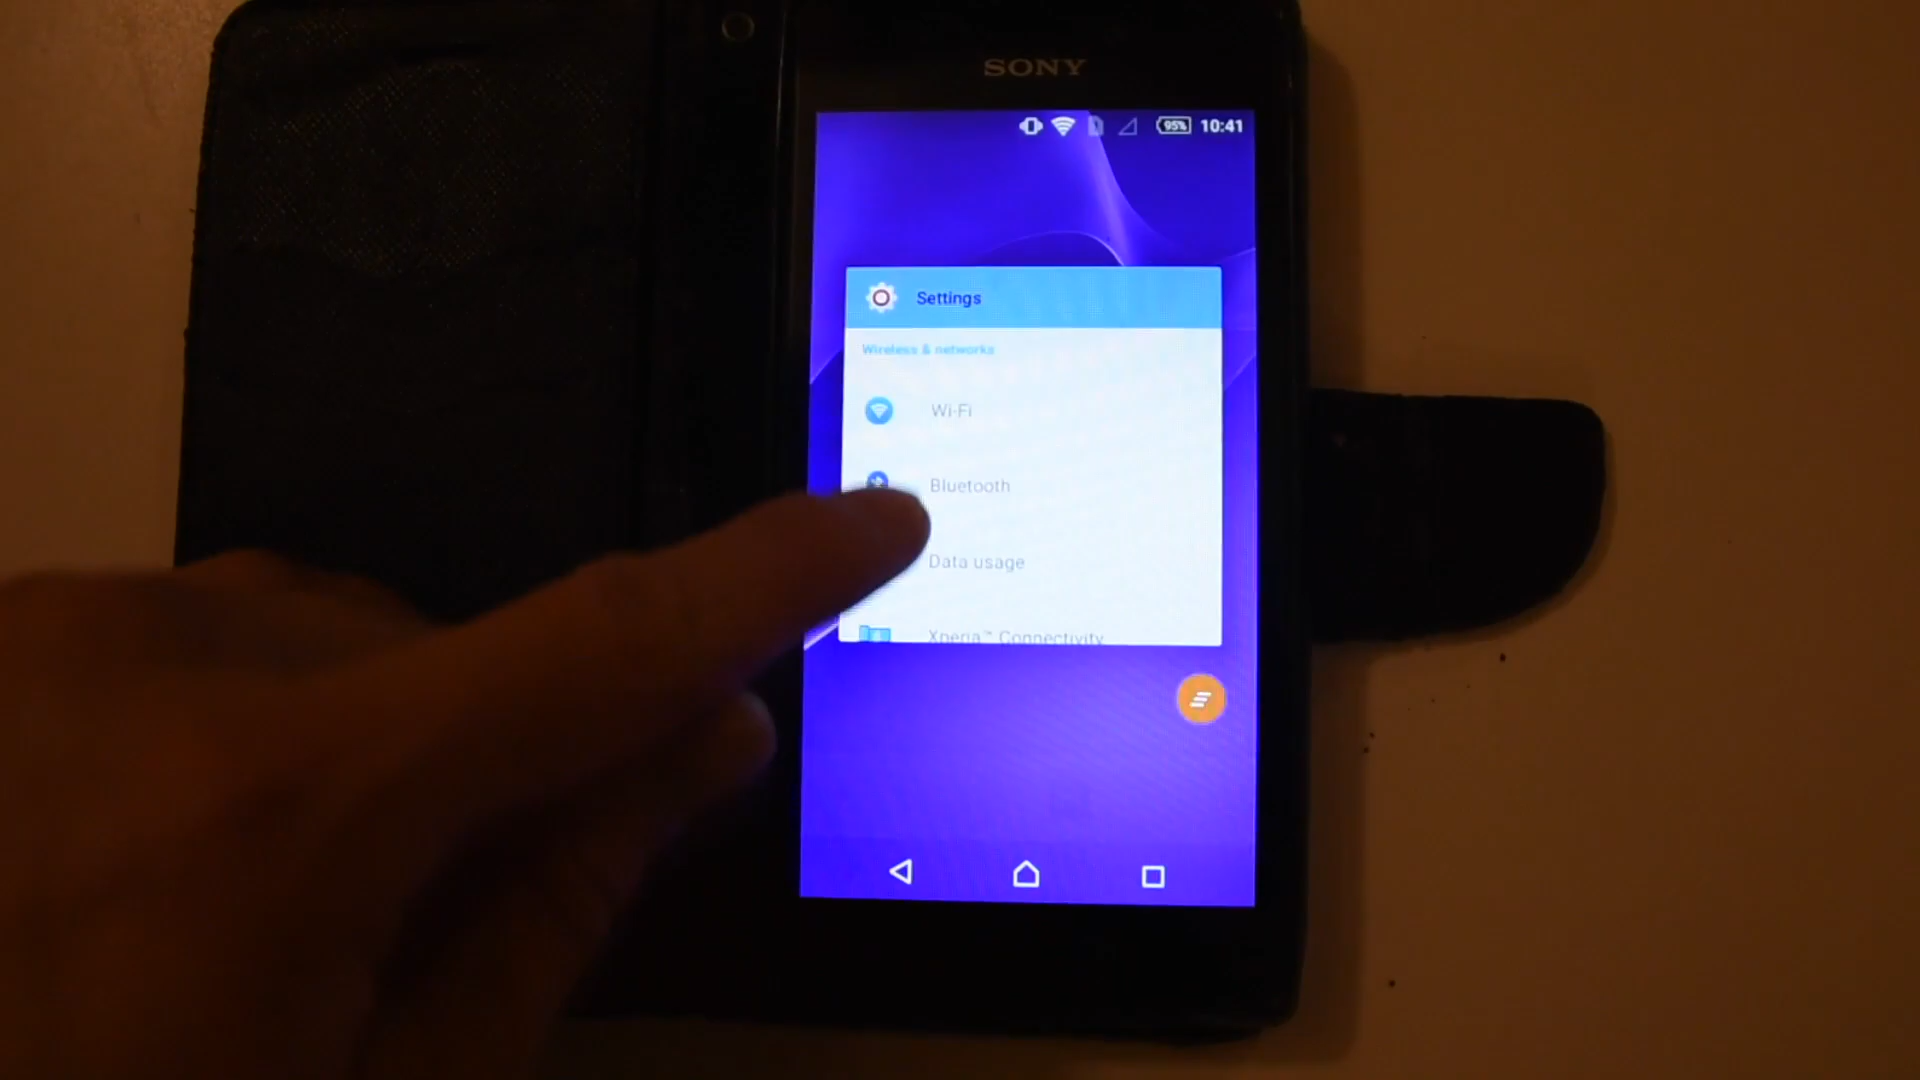 SONY
95% 10:41
Settings
Wireless & networks
Wi-Fi
Bluetooth
Data usage
Xperia™ Connectivity